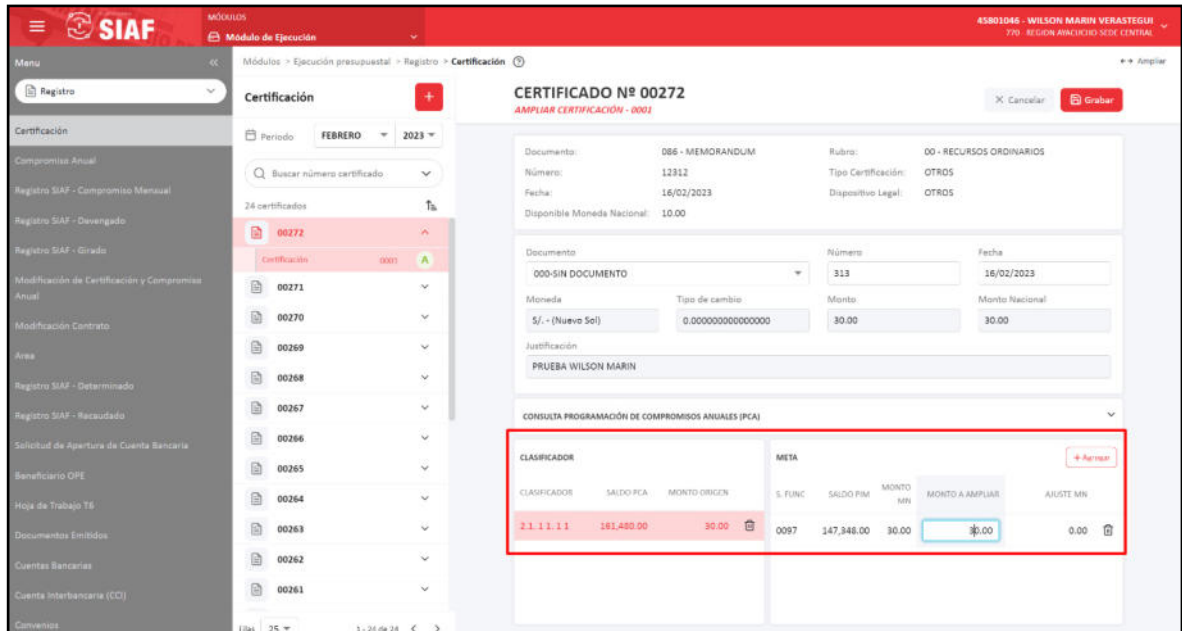 SIAF
MÓDULOS
Módulo de Ejecución
45801046 - WILSON MARIN VERASTEGUI
770 - REGION AYACUCHO SEDE CENTRAL
Menu
Registro
Certificación
Compromiso Anual
Registro SIAF - Compromiso Mensual
Registro SIAF - Devengado
Registro SIAF - Girado
Modificación de Certificación y Compromiso
Anual
Modificación Contrato
Area
Registro SIAF - Determinado
Registro SIAF - Recaudado
Solicitud de Apertura de Cuenta Bancaria
Beneficiario OPE
Hoja de Trabajo T6
Documentos Emitidos
Cuentas Bancarias
Cuenta Interbancaria (CCI)
Convenios
Módulos > Ejecución presupuestal > Registro > Certificación
Ampliar
Certificación
+
Periodo FEBRERO 2023
Buscar número certificado
24 certificados
00272
Certificación A
00271
00270
00269
00268
00267
00266
00265
00264
00263
00262
00261
Filas 25 1 - 24 de 24 < >
CERTIFICADO Nº 00272
AMPLIAR CERTIFICACIÓN - 0001
X Cancelar
Grabar
Documento: 086 - MEMORANDUM Rubro: 00 - RECURSOS ORDINARIOS
Número: 12312 Tipo Certificación: OTROS
Fecha: 16/02/2023 Dispositivo Legal: OTROS
Disponible Moneda Nacional: 10.00
Documento Número Fecha
000-SIN DOCUMENTO 313 16/02/2023
Moneda Tipo de cambio Monto Monto Nacional
S/. - (Nuevo Sol) 0.000000000000000 30.00 30.00
Justificación
PRUEBA WILSON MARIN
CONSULTA PROGRAMACIÓN DE COMPROMISOS ANUALES (PCA)
CLASIFICADOR META + Agregar
CLASIFICADOR SALDO PCA MONTO ORIGEN S. FUNC SALDO PIM MONTO MN MONTO A AMPLIAR AJUSTE MN
2.1. 1 1. 1 1 161,480.00 30.00 0097 147,348.00 30.00 30.00 0.00